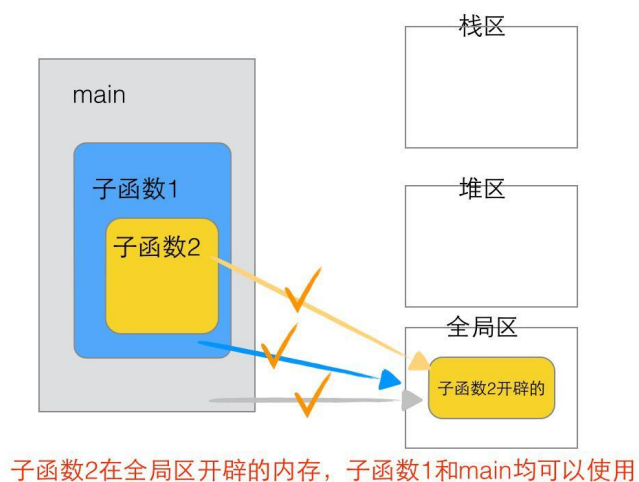 栈区
main
子函数1
堆区
子函数2
全局区
子函数2开辟的
子函数2在全局区开辟的内存，子函数1和main均可以使用